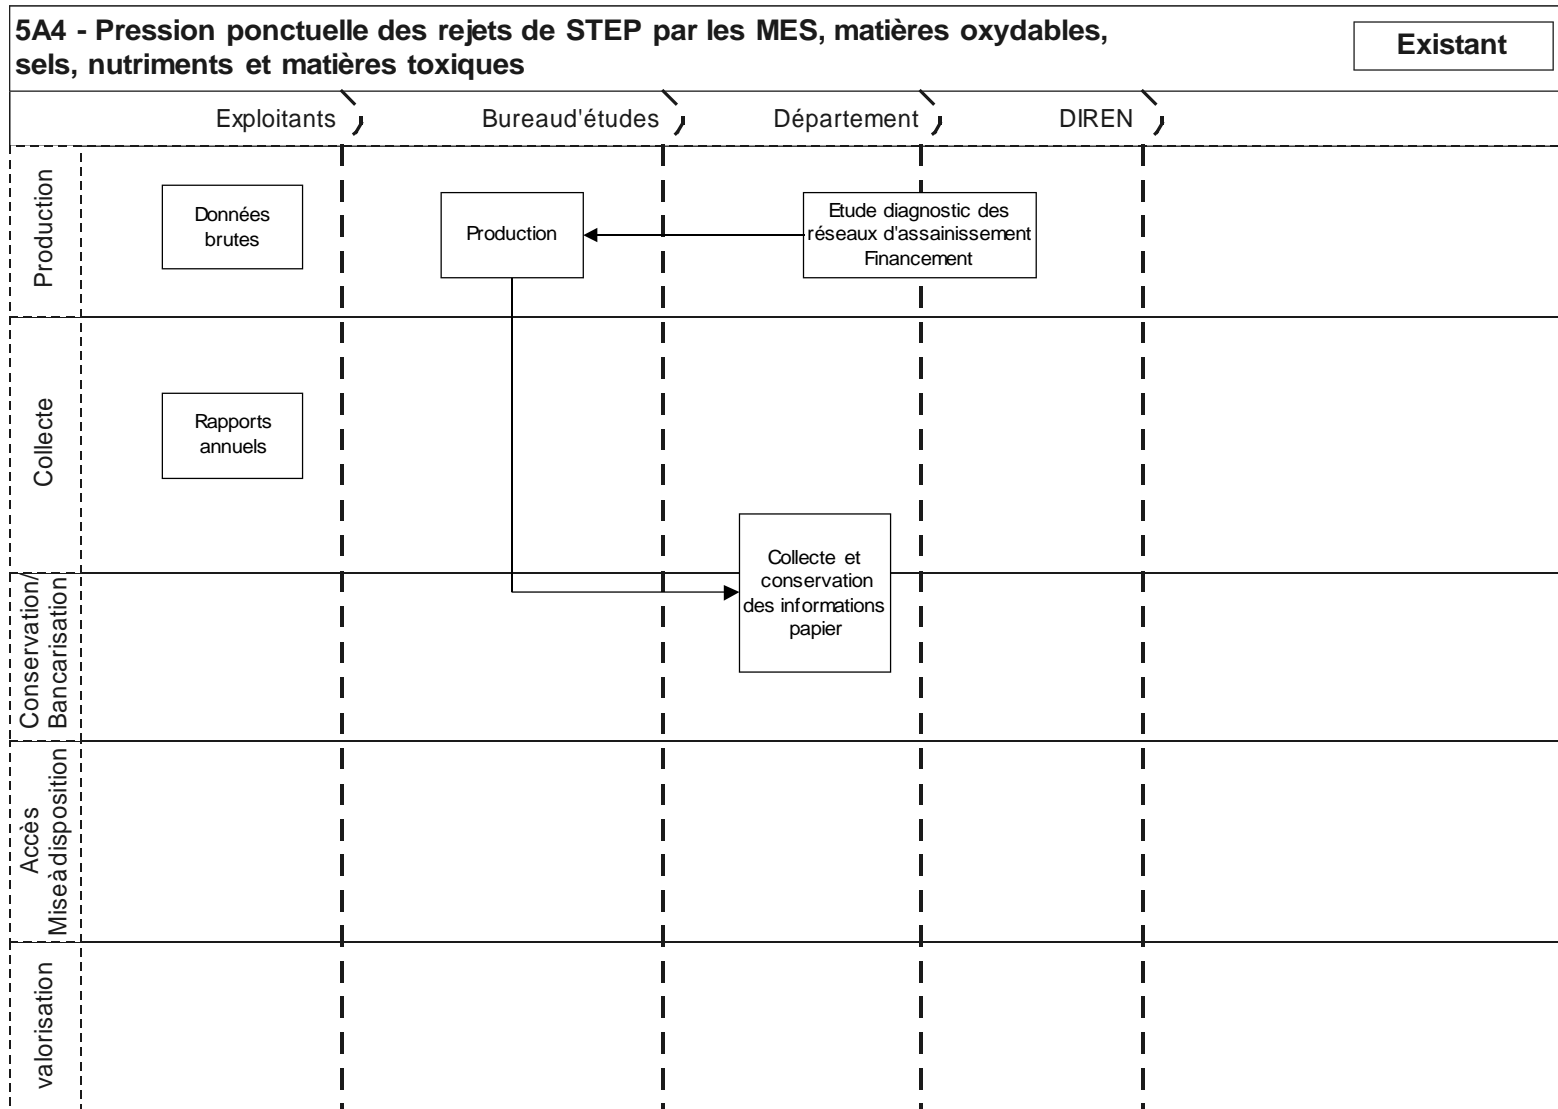 5A4 - Pression ponctuelle des rejets de STEP par les MES, matières oxydables,
sels, nutriments et matières toxiques
Existant
Exploitants
Bureaud'études
Département
DIREN
Production
Données
brutes
Production
Etude diagnostic des
réseaux d'assainissement
Financement
Collecte
Rapports
annuels
Collecte et
conservation
des informations
papier
Conservation/
Bancarisation
Accès
Miseàdisposition
valorisation